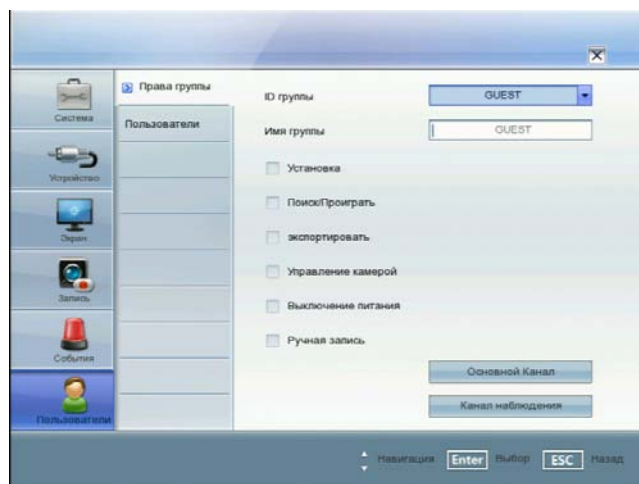 Система
Устройство
Экран
Запись
События
Пользователи
Права группы
Пользователи
ID группы
GUEST
Имя группы
GUEST
Установка
Поиск/Проиграть
экспортировать
Управление камерой
Выключение питания
Ручная запись
Основной Канал
Канал наблюдения
Навигация Enter Выбор ESC Назад